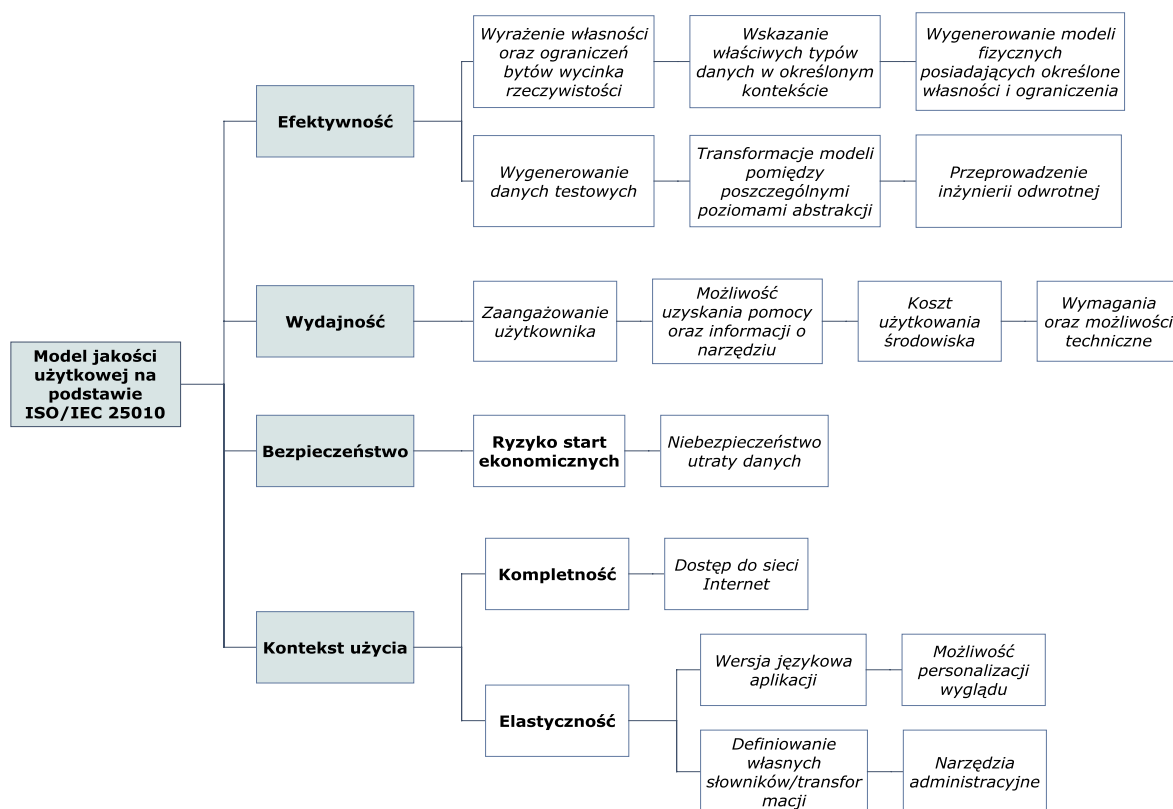 Wyrażenie własności
oraz ograniczeń
bytów wycinka
rzeczywistości
Wskazanie
właściwych typów
danych w określonym
kontekście
Wygenerowanie modeli
fizycznych
posiadających określone
własności i ograniczenia
Efektywność
Wygenerowanie
danych testowych
Transformacje modeli
pomiędzy
poszczególnymi
poziomami abstrakcji
Przeprowadzenie
inżynierii odwrotnej
Wydajność
Zaangażowanie
użytkownika
Możliwość
uzyskania pomocy
oraz informacji o
narzędziu
Koszt
użytkowania
środowiska
Wymagania
oraz możliwości
techniczne
Model jakości
użytkowej na
podstawie
ISO/IEC 25010
Bezpieczeństwo
Ryzyko start
ekonomicznych
Niebezpieczeństwo
utraty danych
Kompletność
Dostęp do sieci
Internet
Kontekst użycia
Elastyczność
Wersja językowa
aplikacji
Możliwość
personalizacji
wyglądu
Definiowanie
własnych
słowników/transfor
macji
Narzędzia
administracyjne